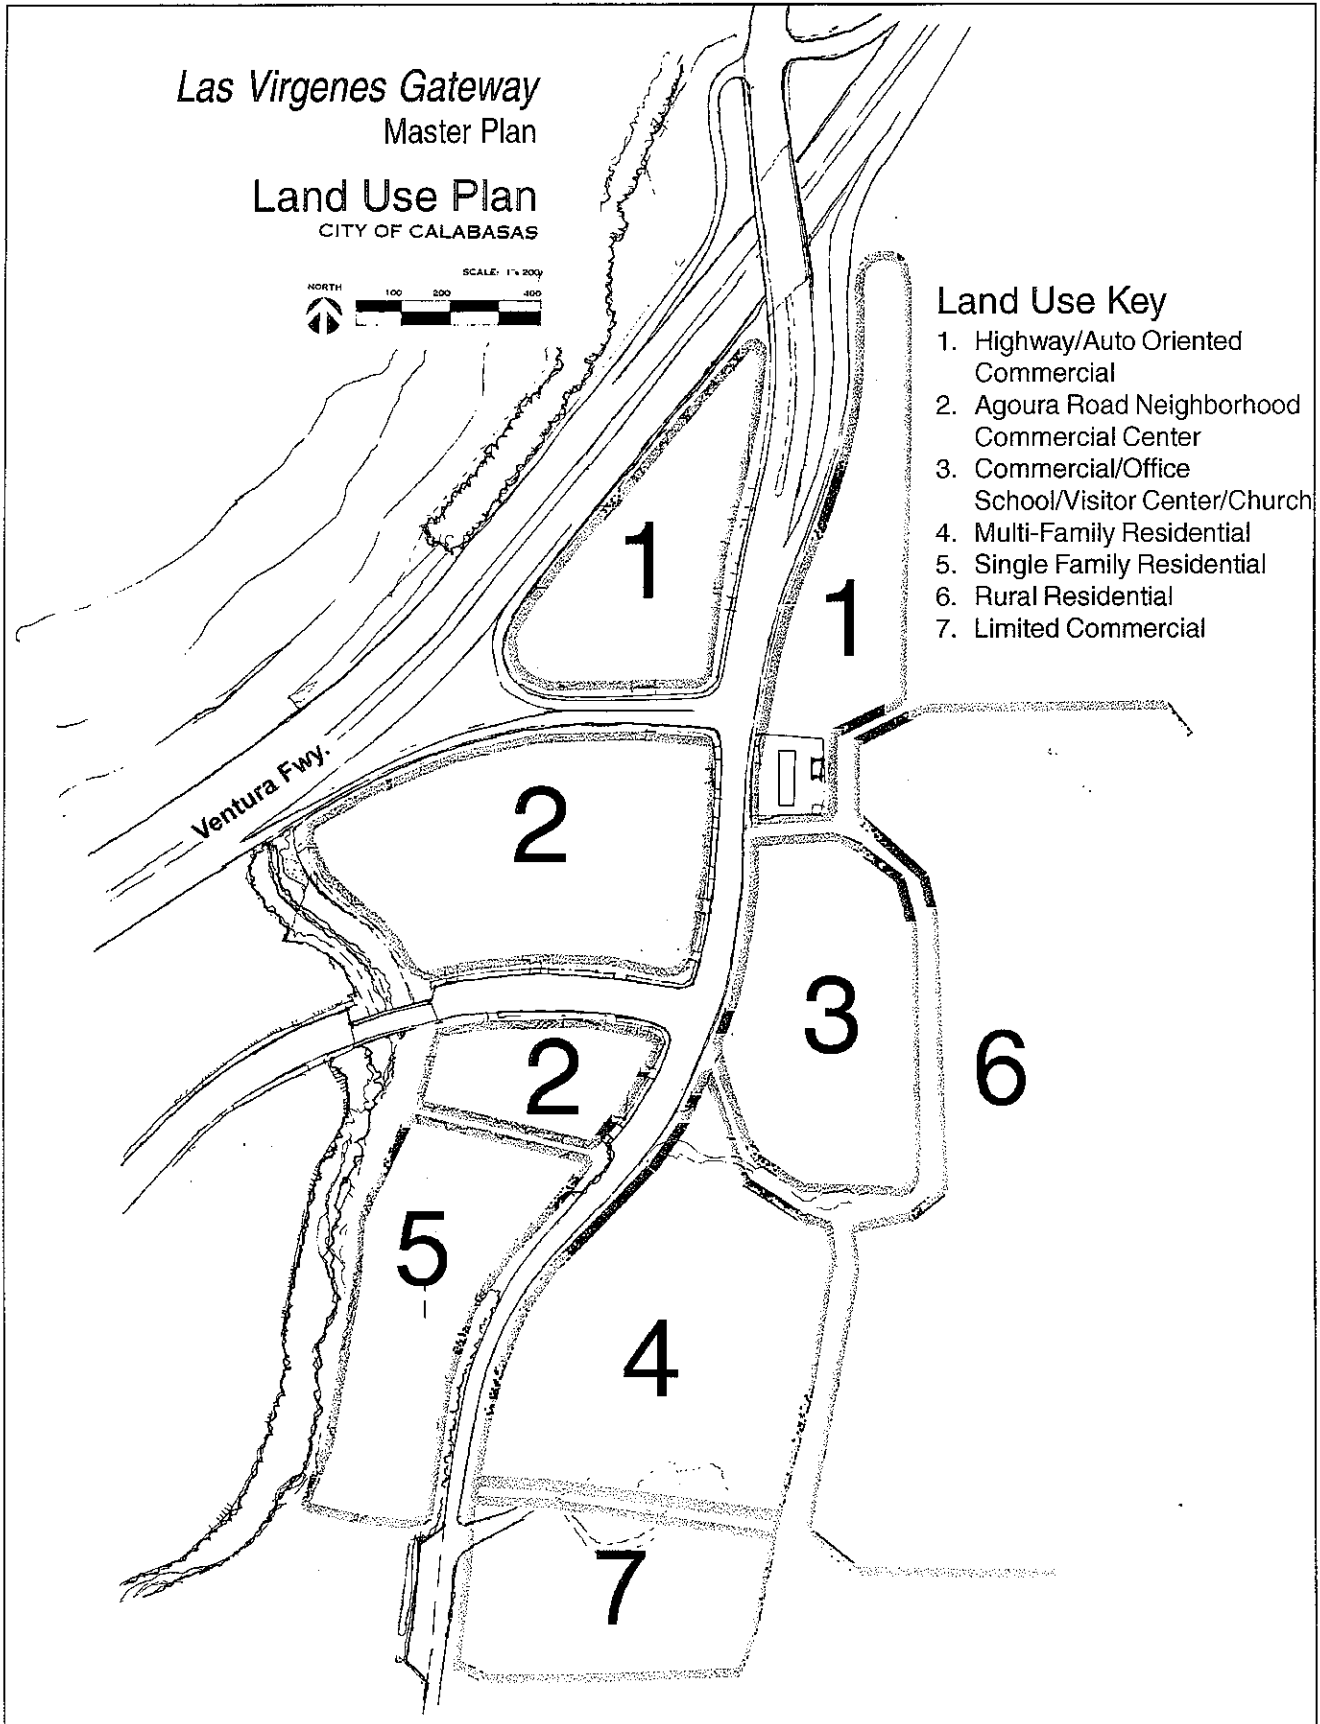 Las Virgenes Gateway
Master Plan
Land Use Plan
CITY OF CALABASAS
SCALE: 1"= 200'
NORTH
100 200 400
Land Use Key
1. Highway/Auto Oriented
Commercial
2. Agoura Road Neighborhood
Commercial Center
3. Commercial/Office
School/Visitor Center/Church
4. Multi-Family Residential
5. Single Family Residential
6. Rural Residential
7. Limited Commercial
1
1
Ventura Fwy.
2
3
2
6
5
4
7